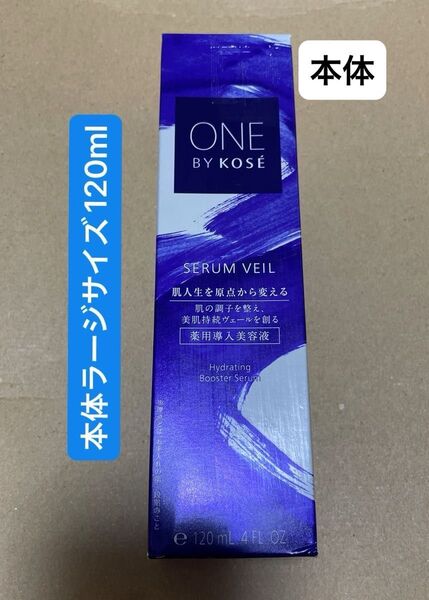 本体
本体ラージサイズ120ml
ONE
BY KOSÉ
SERUM VEIL
肌人生を原点から変える
肌の調子を整え、
美肌持続ヴェールを創る
薬用導入美容液
Hydrating
Booster Serum
℮ 120 mL 4 FL. OZ.